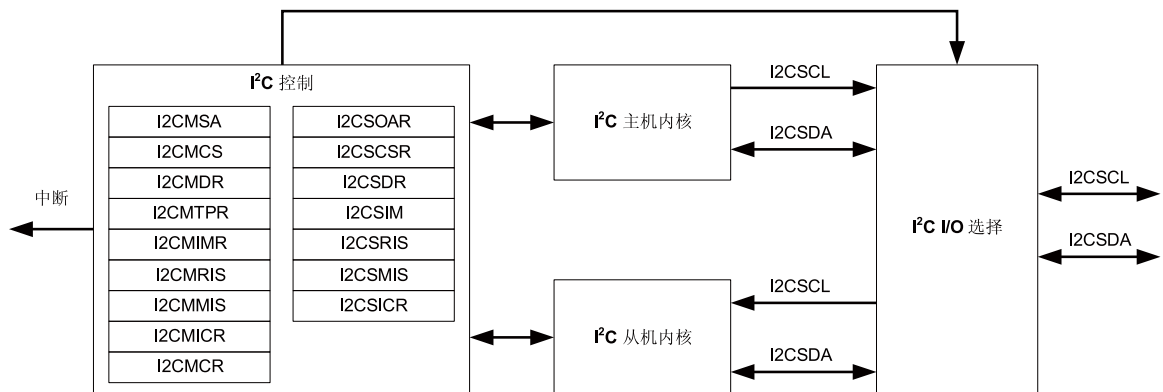 I²C 控制
I2CMSA
I2CMCS
I2CMDR
I2CMTPR
I2CMIMR
I2CMRIS
I2CMMIS
I2CMICR
I2CMCR
I2CSOAR
I2CSCSR
I2CSDR
I2CSIM
I2CSRIS
I2CSMIS
I2CSICR
中断
I²C 主机内核
I²C 从机内核
I2CSCL
I2CSDA
I2CSCL
I2CSDA
I²C I/O 选择
I2CSCL
I2CSDA